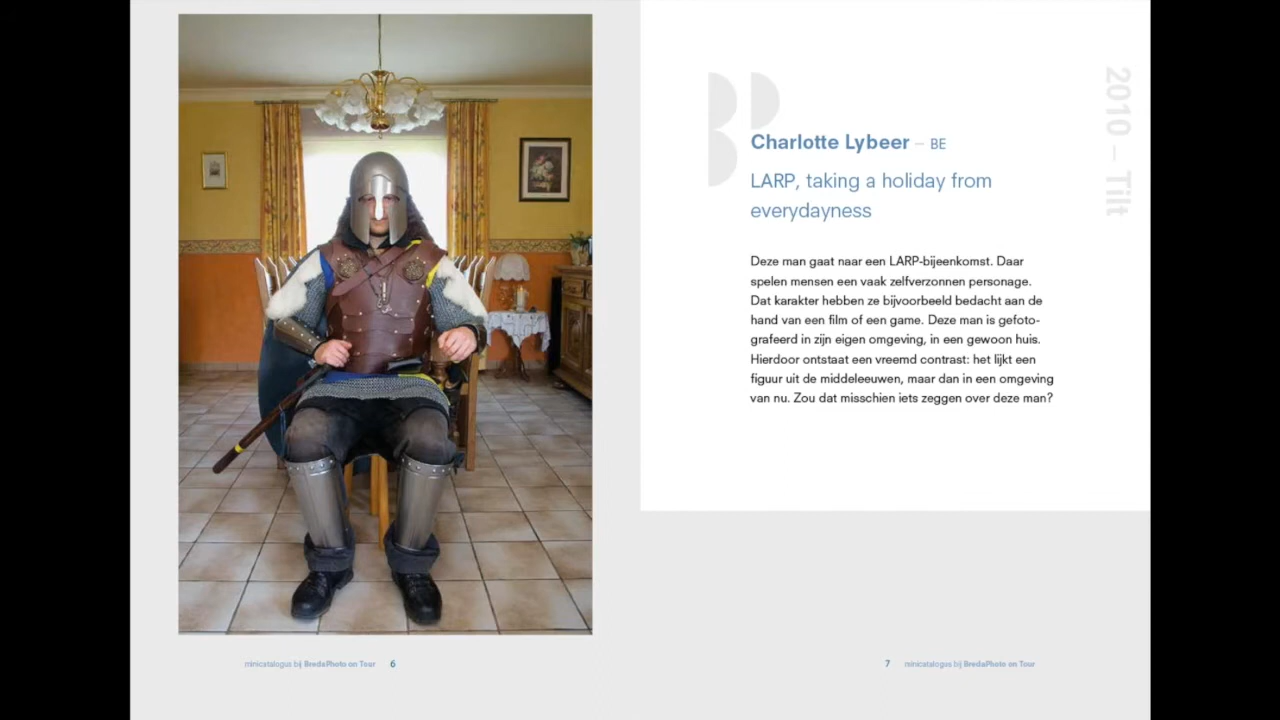 minicatalogus bij BredaPhoto on Tour 6
2010 — Tilt
BP
Charlotte Lybeer — BE
LARP, taking a holiday from
everydayness
Deze man gaat naar een LARP-bijeenkomst. Daar
spelen mensen een vaak zelfverzonnen personage.
Dat karakter hebben ze bijvoorbeeld bedacht aan de
hand van een film of een game. Deze man is gefoto-
grafeerd in zijn eigen omgeving, in een gewoon huis.
Hierdoor ontstaat een vreemd contrast: het lijkt een
figuur uit de middeleeuwen, maar dan in een omgeving
van nu. Zou dat misschien iets zeggen over deze man?
7 minicatalogus bij BredaPhoto on Tour